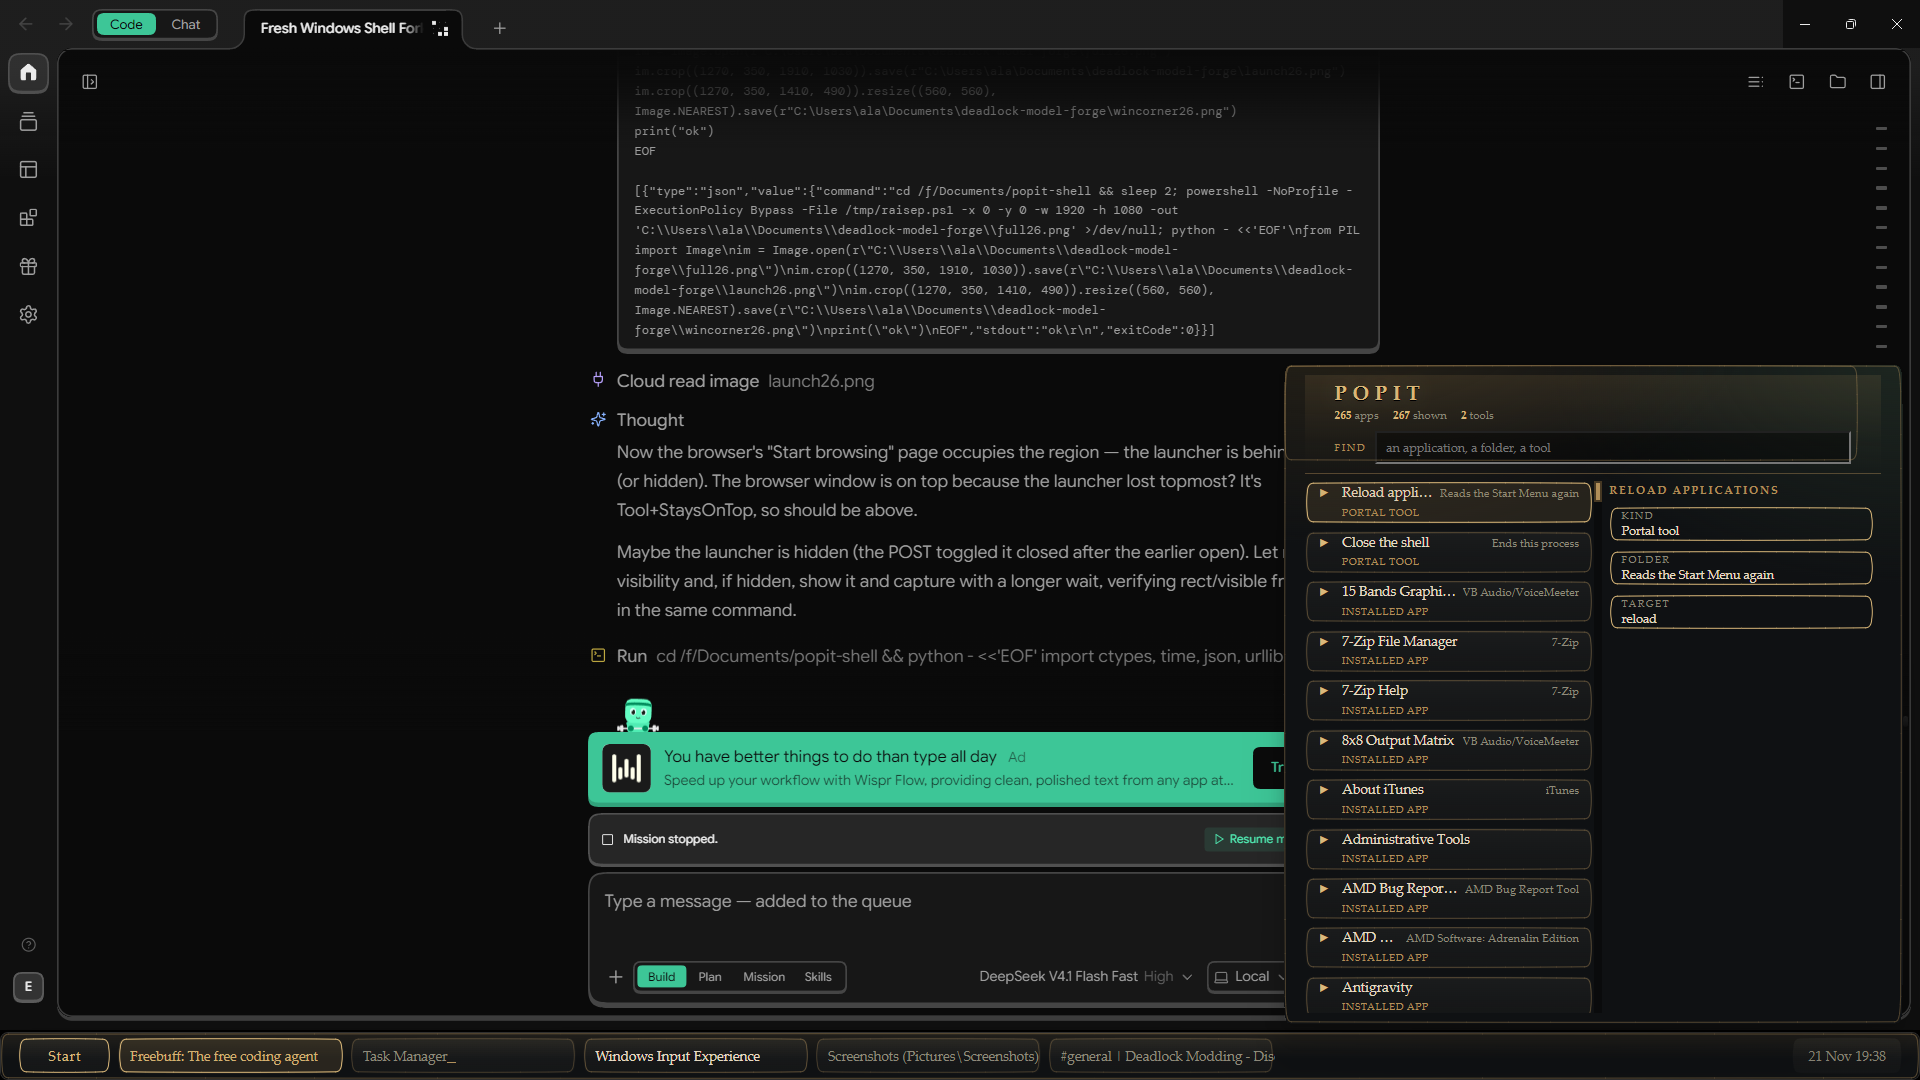 Code
Chat
Fresh Windows Shell For
im.crop((1270, 350, 1910, 1030)).save(r"C:\Users\ala\Documents\deadlock-model-forge\launch26.png")
im.crop((1270, 350, 1410, 490)).resize((560, 560),
Image.NEAREST).save(r"C:\Users\ala\Documents\deadlock-model-forge\wincorner26.png")
print("ok")
EOF
[{"type":"json","value":{"command":"cd /f/Documents/popit-shell && sleep 2; powershell -NoProfile -
ExecutionPolicy Bypass -File /tmp/raisep.ps1 -x 0 -y 0 -w 1920 -h 1080 -out
'C:\\Users\\ala\\Documents\\deadlock-model-forge\\full26.png' >/dev/null; python - <<'EOF'\nfrom PIL
import Image\nim = Image.open(r\"C:\\Users\\ala\\Documents\\deadlock-model-
forge\\full26.png\")\nim.crop((1270, 350, 1910, 1030)).save(r\"C:\\Users\\ala\\Documents\\deadlock-
model-forge\\launch26.png\")\nim.crop((1270, 350, 1410, 490)).resize((560, 560),
Image.NEAREST).save(r\"C:\\Users\\ala\\Documents\\deadlock-model-
forge\\wincorner26.png\")\nprint(\"ok\")\nEOF","stdout":"ok\r\n","exitCode":0}}]
Cloud read image launch26.png
Thought
Now the browser's "Start browsing" page occupies the region — the launcher is behin
(or hidden). The browser window is on top because the launcher lost topmost? It's
Tool+StaysOnTop, so should be above.
Maybe the launcher is hidden (the POST toggled it closed after the earlier open). Let
visibility and, if hidden, show it and capture with a longer wait, verifying rect/visible fr
in the same command.
Run cd /f/Documents/popit-shell && python - <<'EOF' import ctypes, time, json, urllib
You have better things to do than type all day Ad
Speed up your workflow with Wispr Flow, providing clean, polished text from any app at...
Tr
Mission stopped.
Resume m
Type a message — added to the queue
Build
Plan
Mission
Skills
DeepSeek V4.1 Flash Fast High
Local
E
POPIT
265 apps 267 shown 2 tools
FIND an application, a folder, a tool
Reload appli... Reads the Start Menu again
PORTAL TOOL
Close the shell Ends this process
PORTAL TOOL
15 Bands Graphi... VB Audio/VoiceMeeter
INSTALLED APP
7-Zip File Manager 7-Zip
INSTALLED APP
7-Zip Help 7-Zip
INSTALLED APP
8x8 Output Matrix VB Audio/VoiceMeeter
INSTALLED APP
About iTunes iTunes
INSTALLED APP
Administrative Tools
INSTALLED APP
AMD Bug Repor... AMD Bug Report Tool
INSTALLED APP
AMD ... AMD Software: Adrenalin Edition
INSTALLED APP
Antigravity
INSTALLED APP
RELOAD APPLICATIONS
KIND
Portal tool
FOLDER
Reads the Start Menu again
TARGET
reload
Start
Freebuff: The free coding agent
Task Manager_
Windows Input Experience
Screenshots (Pictures\Screenshots)
#general | Deadlock Modding - Dis
21 Nov 19:38